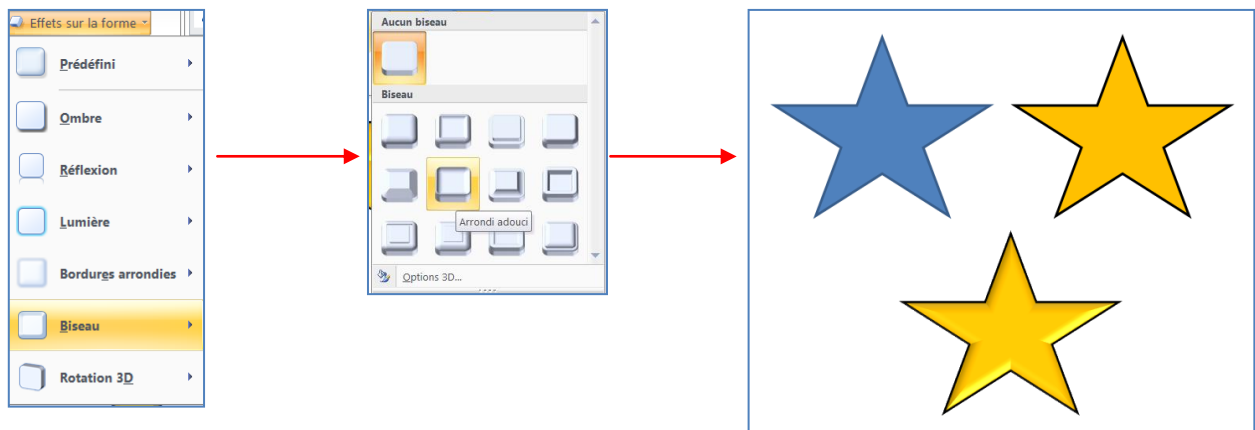 Effets sur la forme
Prédéfini
Ombre
Réflexion
Lumière
Bordures arrondies
Biseau
Rotation 3D
Aucun biseau
Biseau
Arrondi adouci
Options 3D...